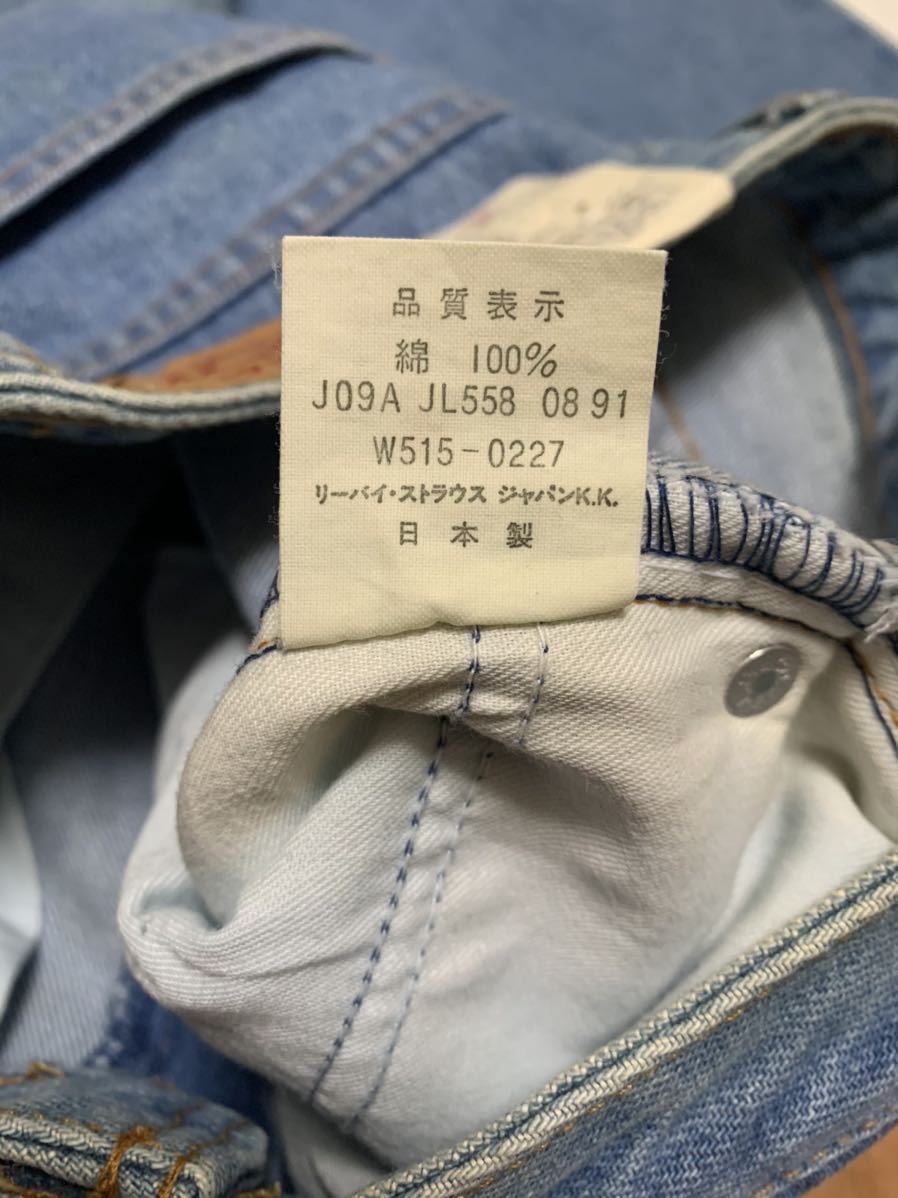 品質表示
綿 100%
J09A JL558 08 91
W515-0227
リーバイ・ストラウス ジャパンK.K.
日本製